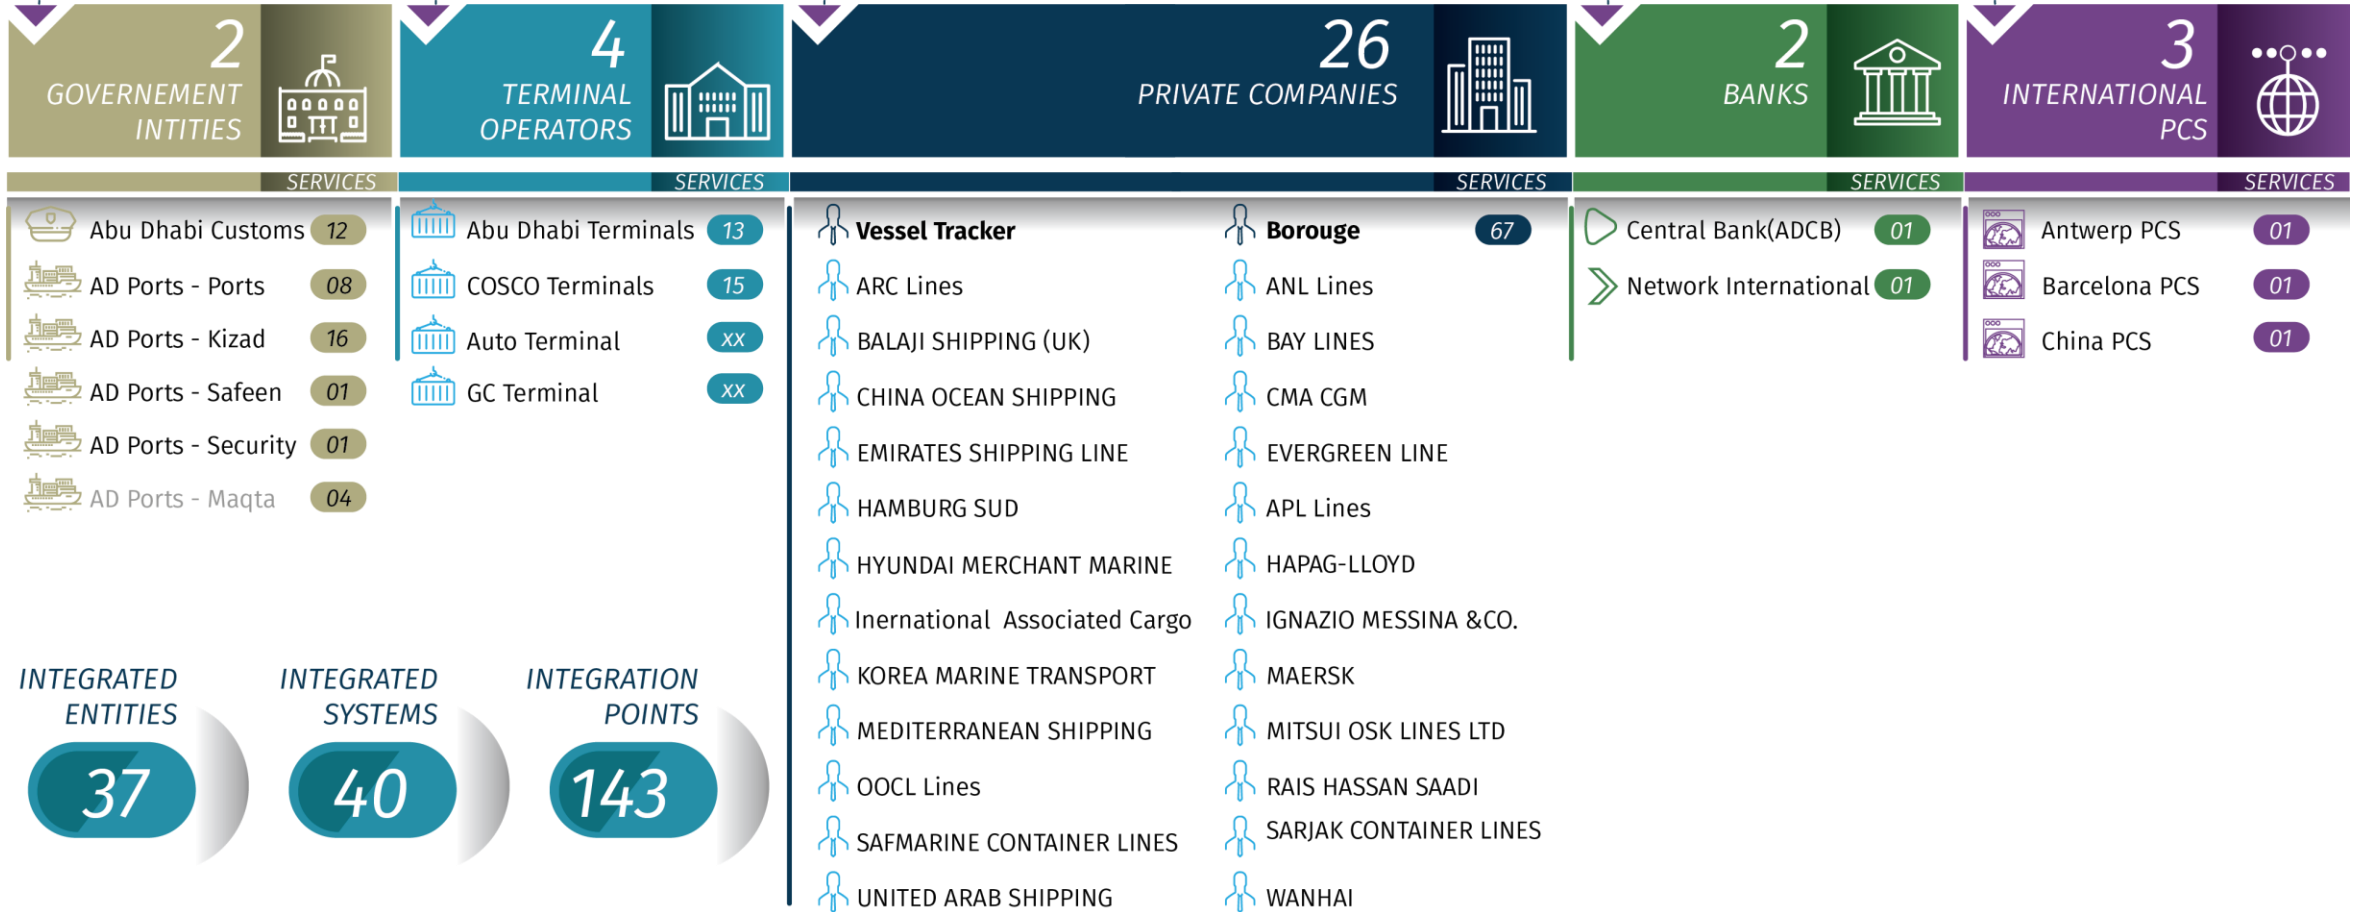 2
GOVERNEMENT
INTITIES
4
TERMINAL
OPERATORS
26
PRIVATE COMPANIES
2
BANKS
3
INTERNATIONAL
PCS
SERVICES
Abu Dhabi Customs 12
AD Ports - Ports 08
AD Ports - Kizad 16
AD Ports - Safeen 01
AD Ports - Security 01
AD Ports - Maqta 04
SERVICES
Abu Dhabi Terminals 13
COSCO Terminals 15
Auto Terminal xx
GC Terminal xx
SERVICES
Vessel Tracker Borouge 67
ARC Lines ANL Lines
BALAJI SHIPPING (UK) BAY LINES
CHINA OCEAN SHIPPING CMA CGM
EMIRATES SHIPPING LINE EVERGREEN LINE
HAMBURG SUD APL Lines
HYUNDAI MERCHANT MARINE HAPAG-LLOYD
Inernational Associated Cargo IGNAZIO MESSINA &CO.
KOREA MARINE TRANSPORT MAERSK
MEDITERRANEAN SHIPPING MITSUI OSK LINES LTD
OOCL Lines RAIS HASSAN SAADI
SAFMARINE CONTAINER LINES SARJAK CONTAINER LINES
UNITED ARAB SHIPPING WANHAI
SERVICES
Central Bank(ADCB) 01
Network International 01
SERVICES
Antwerp PCS 01
Barcelona PCS 01
China PCS 01
INTEGRATED
ENTITIES
37
INTEGRATED
SYSTEMS
40
INTEGRATION
POINTS
143